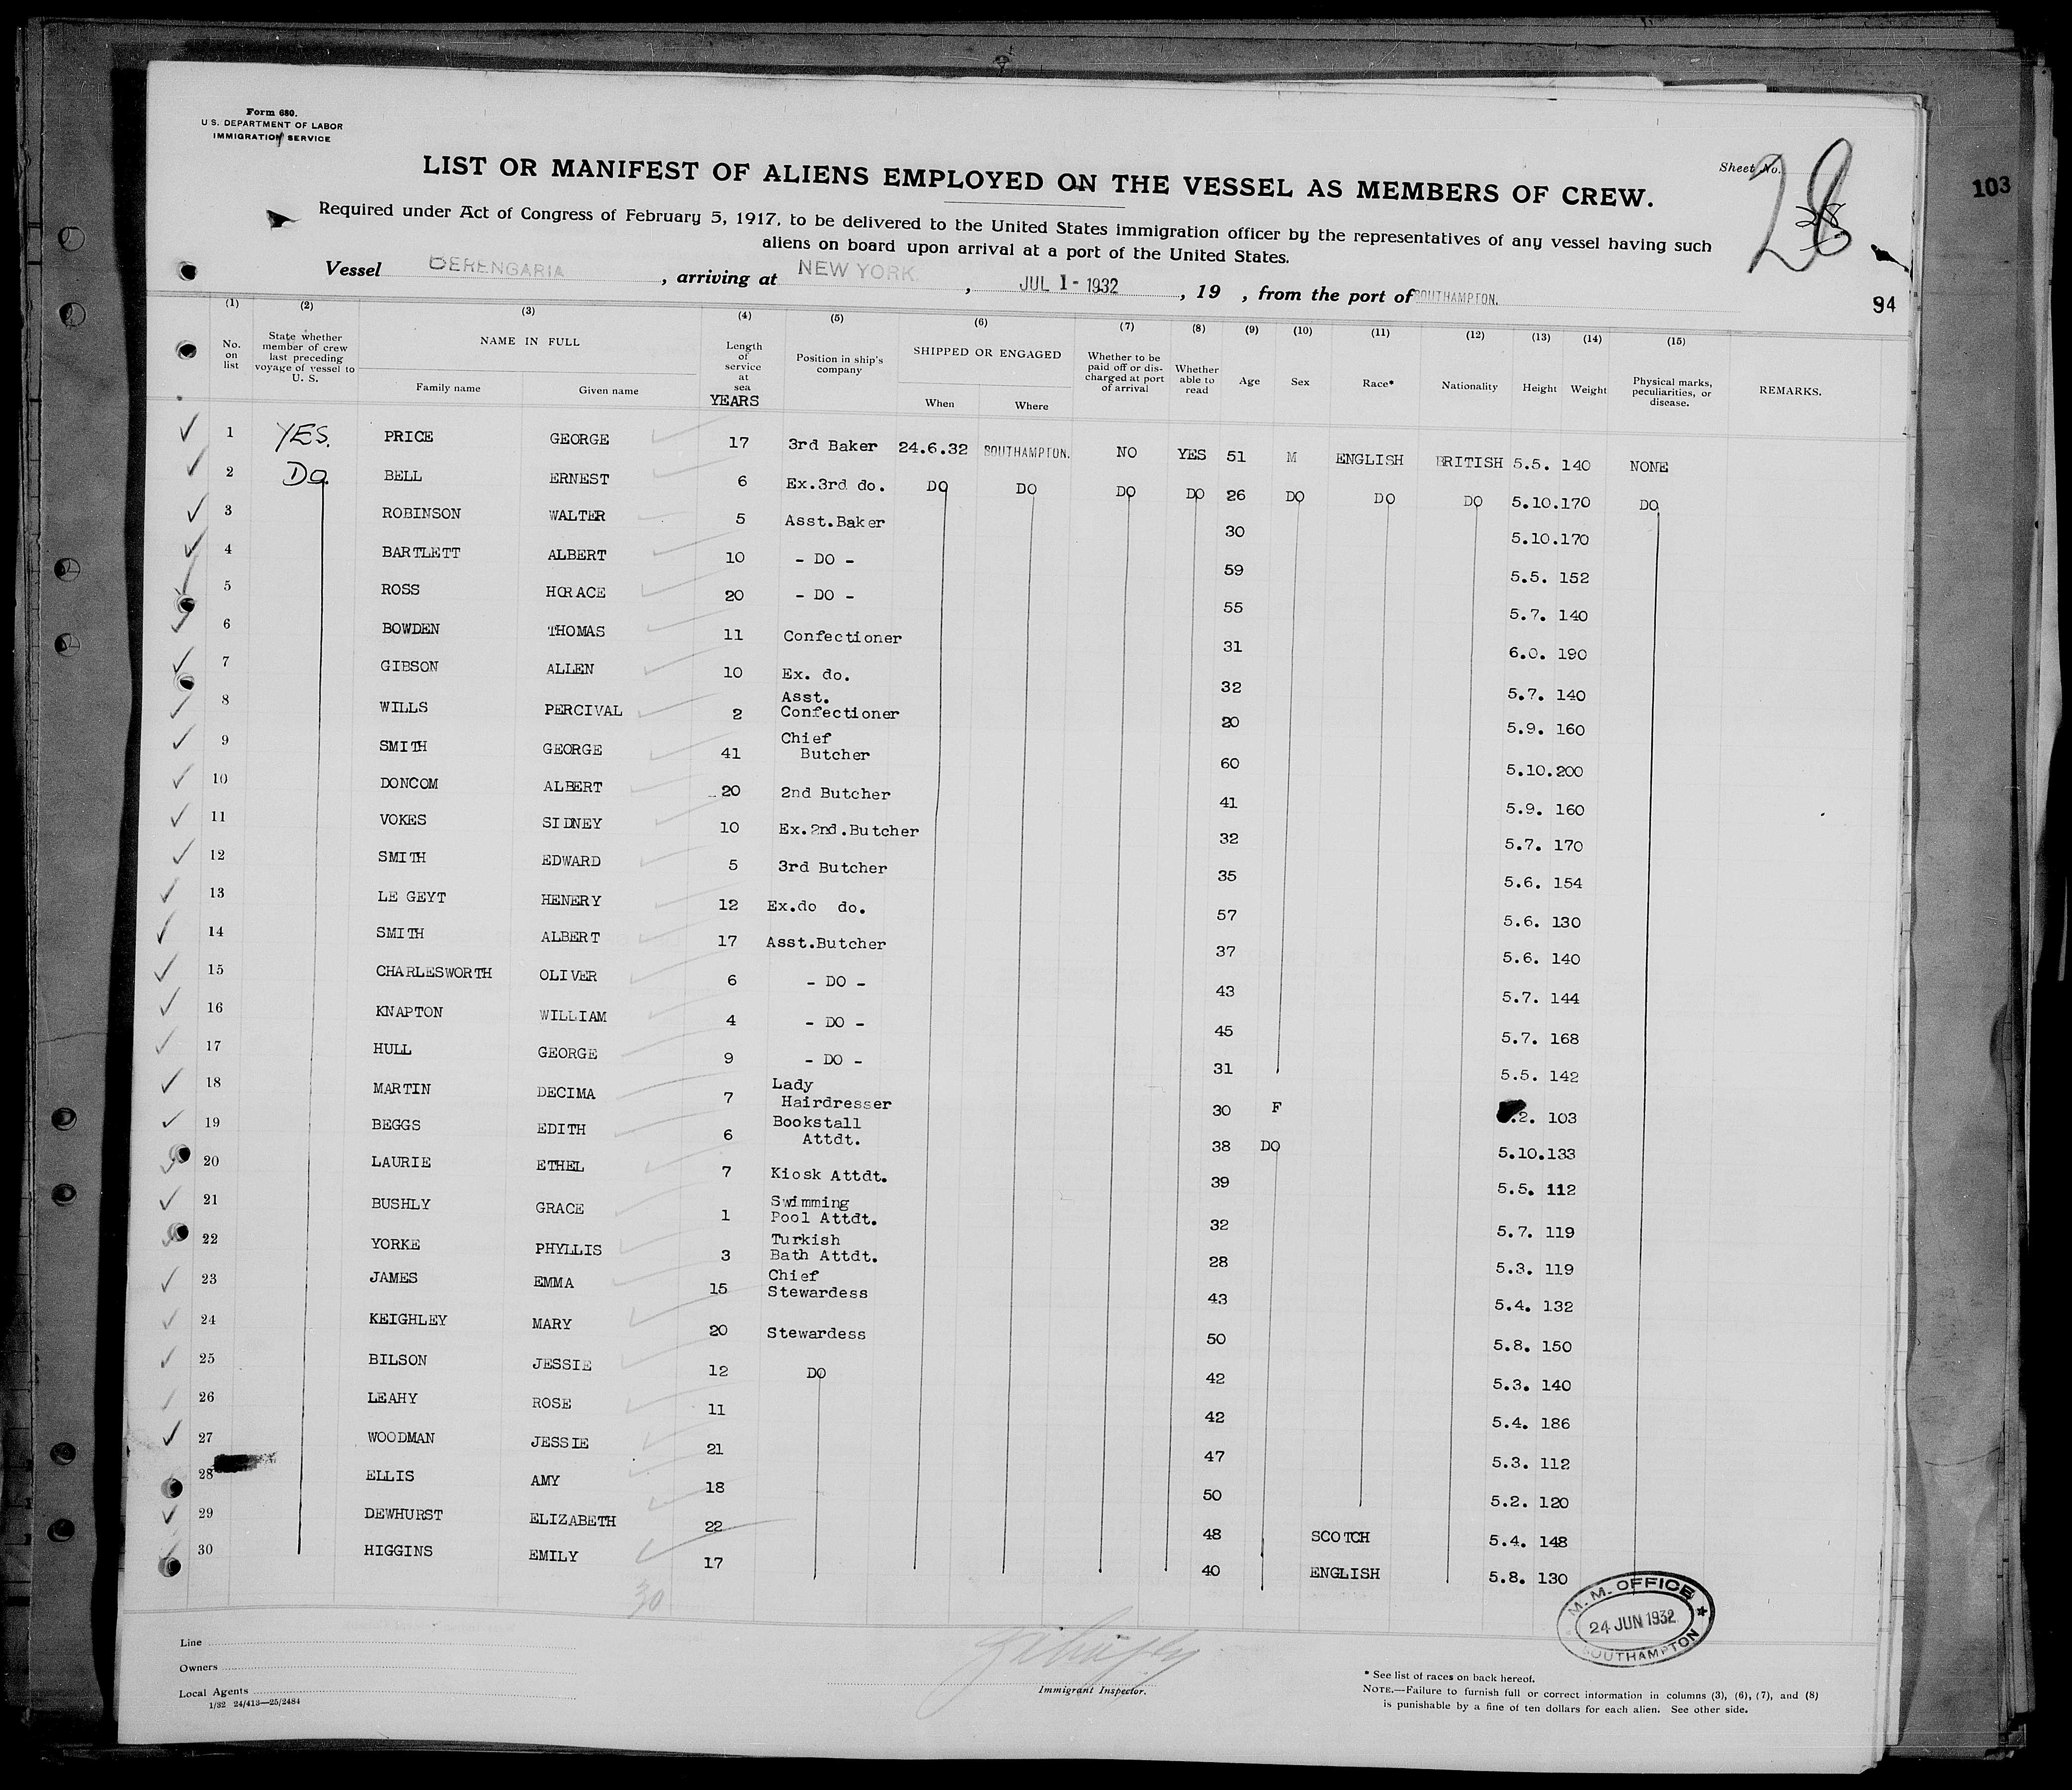 Form 680.
U.S. DEPARTMENT OF LABOR
IMMIGRATION SERVICE
Sheet No. 28
103
LIST OR MANIFEST OF ALIENS EMPLOYED ON THE VESSEL AS MEMBERS OF CREW.
Required under Act of Congress of February 5, 1917, to be delivered to the United States immigration officer by the representatives of any vessel having such
aliens on board upon arrival at a port of the United States.
Vessel BERENGARIA, arriving at NEW YORK, JUL 1-1932, 19 , from the port of SOUTHAMPTON.
94
(1) (2) (3) (4) (5) (6) (7) (8) (9) (10) (11) (12) (13) (14) (15)
No. on list State whether member of crew last preceding voyage of vessel to U. S. NAME IN FULL Family name Given name Length of service at sea YEARS Position in ship's company SHIPPED OR ENGAGED When Where Whether to be paid off or discharged at port of arrival Whether able to read Age Sex Race* Nationality Height Weight Physical marks, peculiarities, or disease. REMARKS.
1 YES. PRICE GEORGE 17 3rd Baker 24.6.32 SOUTHAMPTON. NO YES 51 M ENGLISH BRITISH 5.5. 140 NONE
2 DO. BELL ERNEST 6 Ex.3rd do. DO DO DO DO 26 DO DO DO 5.10.170 DO
3 ROBINSON WALTER 5 Asst.Baker 30 5.10.170
4 BARTLETT ALBERT 10 - DO - 59 5.5. 152
5 ROSS HORACE 20 - DO - 55 5.7. 140
6 BOWDEN THOMAS 11 Confectioner 31 6.0. 190
7 GIBSON ALLEN 10 Ex. do. 32 5.7. 140
8 WILLS PERCIVAL 2 Asst. Confectioner 20 5.9. 160
9 SMITH GEORGE 41 Chief Butcher 60 5.10.200
10 DONCOM ALBERT 20 2nd Butcher 41 5.9. 160
11 VOKES SIDNEY 10 Ex.2nd.Butcher 32 5.7. 170
12 SMITH EDWARD 5 3rd Butcher 35 5.6. 154
13 LE GEYT HENERY 12 Ex.do do. 57 5.6. 130
14 SMITH ALBERT 17 Asst.Butcher 37 5.6. 140
15 CHARLESWORTH OLIVER 6 - DO - 43 5.7. 144
16 KNAPTON WILLIAM 4 - DO - 45 5.7. 168
17 HULL GEORGE 9 - DO - 31 5.5. 142
18 MARTIN DECIMA 7 Lady Hairdresser 30 F .2. 103
19 BEGGS EDITH 6 Bookstall Attdt. 38 DO 5.10.133
20 LAURIE ETHEL 7 Kiosk Attdt. 39 5.5. 112
21 BUSHLY GRACE 1 Swimming Pool Attdt. 32 5.7. 119
22 YORKE PHYLLIS 3 Turkish Bath Attdt. 28 5.3. 119
23 JAMES EMMA 15 Chief Stewardess 43 5.4. 132
24 KEIGHLEY MARY 20 Stewardess 50 5.8. 150
25 BILSON JESSIE 12 DO 42 5.3. 140
26 LEAHY ROSE 11 42 5.4. 186
27 WOODMAN JESSIE 21 47 5.3. 112
28 ELLIS AMY 18 50 5.2. 120
29 DEWHURST ELIZABETH 22 48 SCOTCH 5.4. 148
30 HIGGINS EMILY 17 40 ENGLISH 5.8. 130
30
M. M. OFFICE
24 JUN 1932
SOUTHAMPTON
Line
Owners
Local Agents
1/32 24/413—25/2484
Immigrant Inspector.
* See list of races on back hereof.
NOTE.—Failure to furnish full or correct information in columns (3), (6), (7), and (8)
is punishable by a fine of ten dollars for each alien. See other side.